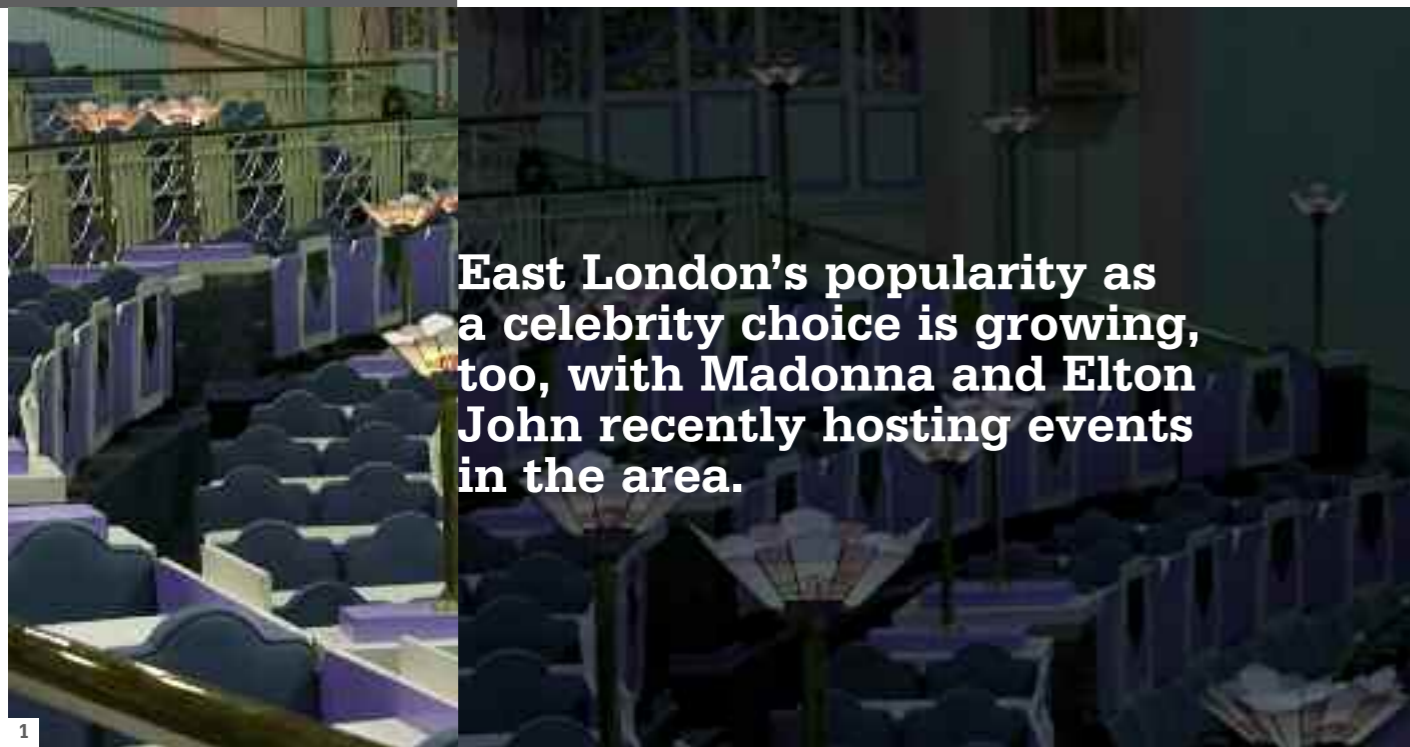 East London’s popularity as
a celebrity choice is growing,
too, with Madonna and Elton
John recently hosting events
in the area.
1